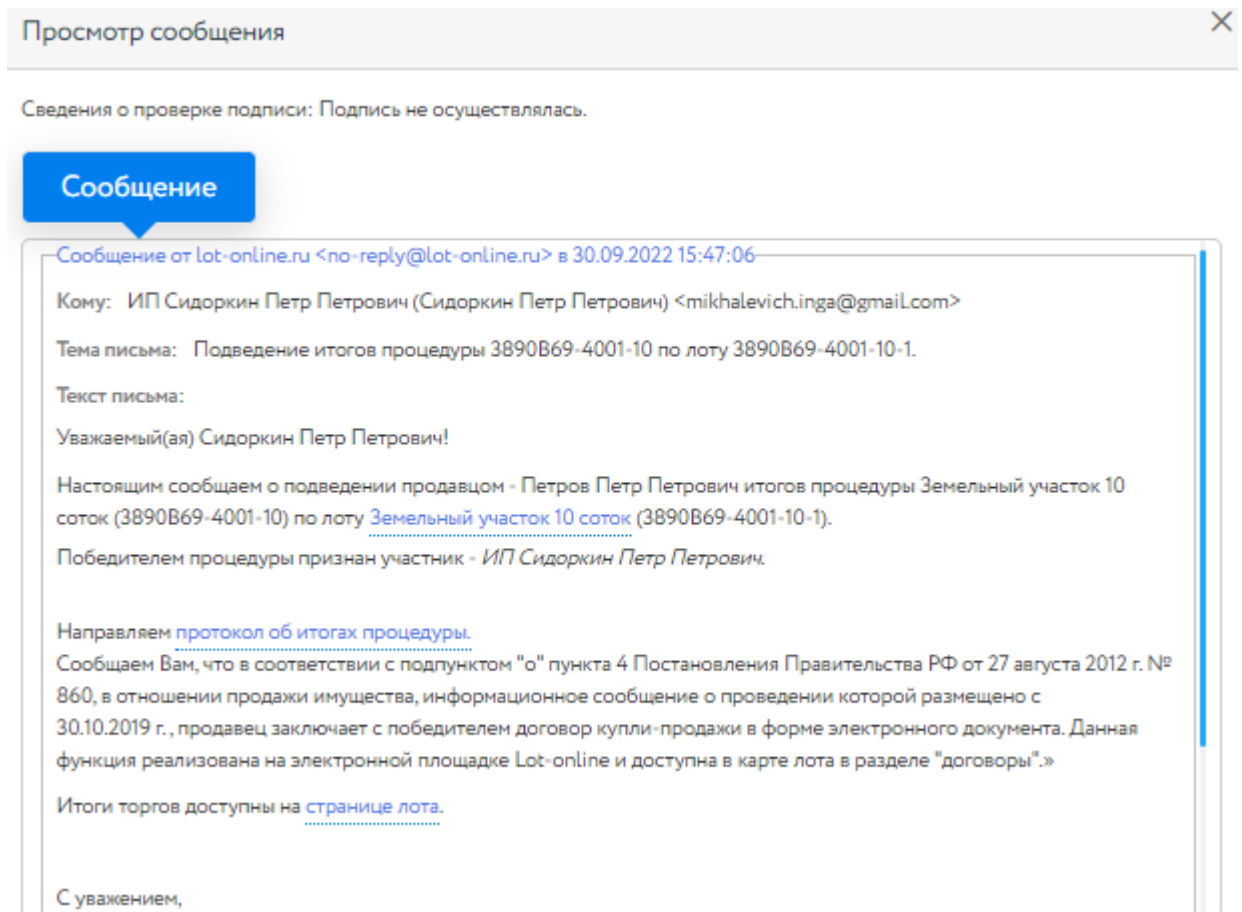 Просмотр сообщения
Сведения о проверке подписи: Подпись не осуществлялась.
Сообщение
Сообщение от lot-online.ru <no-reply@lot-online.ru> в 30.09.2022 15:47:06
Кому: ИП Сидоркин Петр Петрович (Сидоркин Петр Петрович) <mikhalevich.inga@gmail.com>
Тема письма: Подведение итогов процедуры 3890B69-4001-10 по лоту 3890B69-4001-10-1.
Текст письма:
Уважаемый(ая) Сидоркин Петр Петрович!
Настоящим сообщаем о подведении продавцом - Петров Петр Петрович итогов процедуры Земельный участок 10
соток (3890B69-4001-10) по лоту Земельный участок 10 соток (3890B69-4001-10-1).
Победителем процедуры признан участник - ИП Сидоркин Петр Петрович.
Направляем протокол об итогах процедуры.
Сообщаем Вам, что в соответствии с подпунктом "о" пункта 4 Постановления Правительства РФ от 27 августа 2012 г. №
860, в отношении продажи имущества, информационное сообщение о проведении которой размещено с
30.10.2019 г., продавец заключает с победителем договор купли-продажи в форме электронного документа. Данная
функция реализована на электронной площадке Lot-online и доступна в карте лота в разделе "договоры".»
Итоги торгов доступны на странице лота.
С уважением,